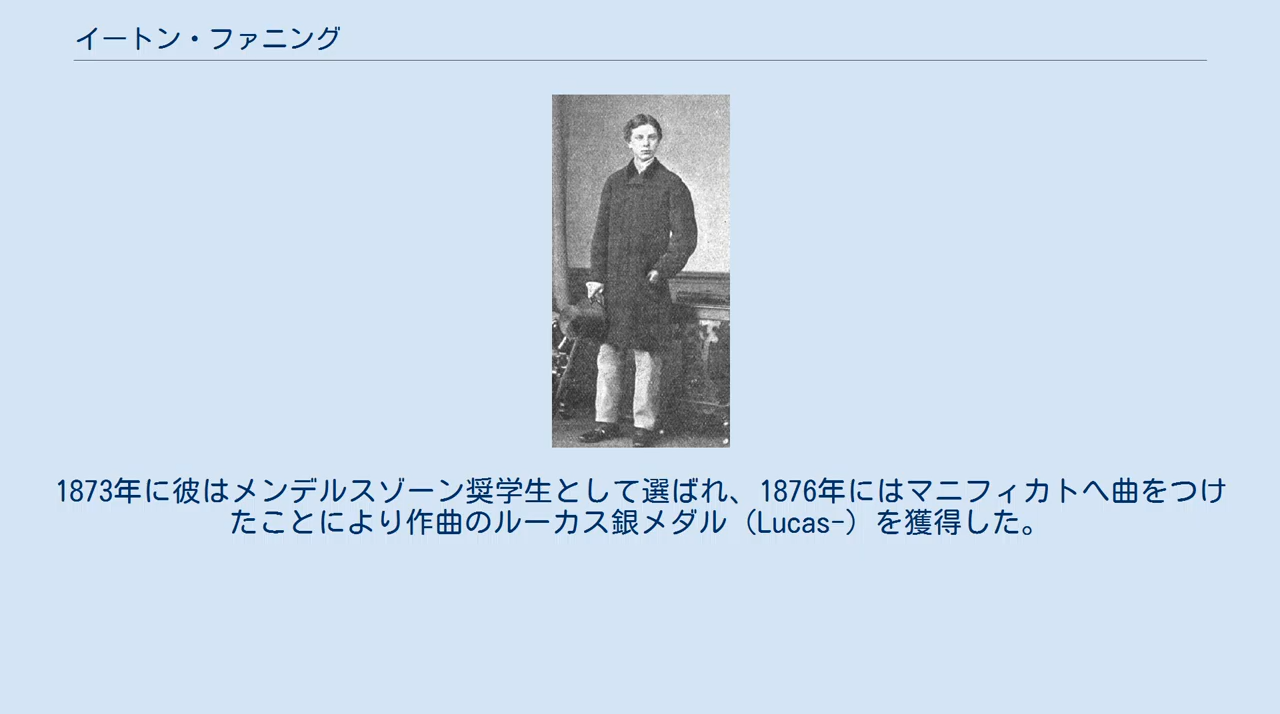 イートン・ファニング
1873年に彼はメンデルスゾーン奨学生として選ばれ、1876年にはマニフィカトへ曲をつけ
たことにより作曲のルーカス銀メダル（Lucas-）を獲得した。